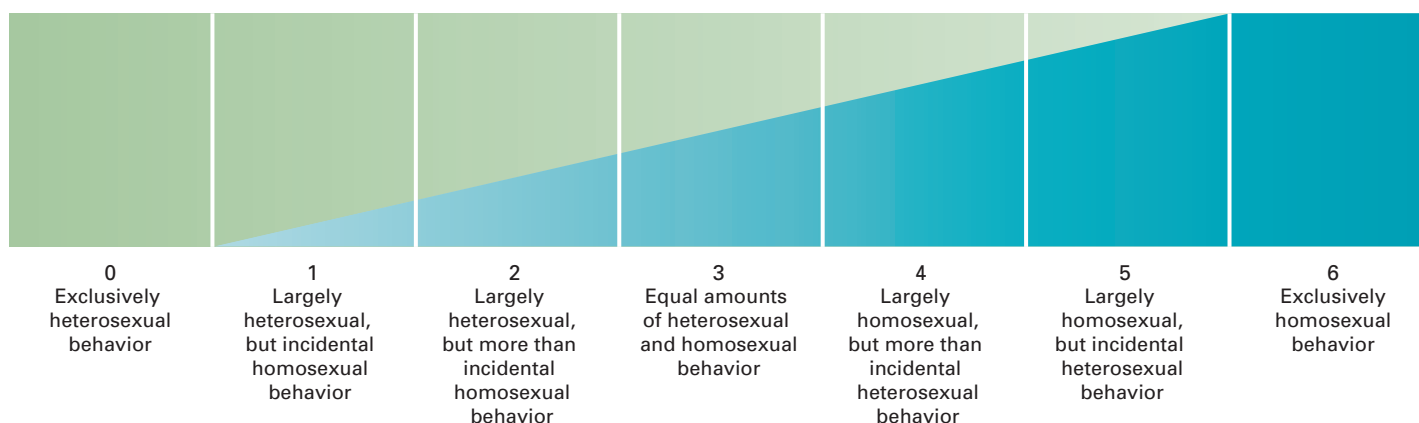 0
Exclusively
heterosexual
behavior
1
Largely
heterosexual,
but incidental
homosexual
behavior
2
Largely
heterosexual,
but more than
incidental
homosexual
behavior
3
Equal amounts
of heterosexual
and homosexual
behavior
4
Largely
homosexual,
but more than
incidental
heterosexual
behavior
5
Largely
homosexual,
but incidental
heterosexual
behavior
6
Exclusively
homosexual
behavior